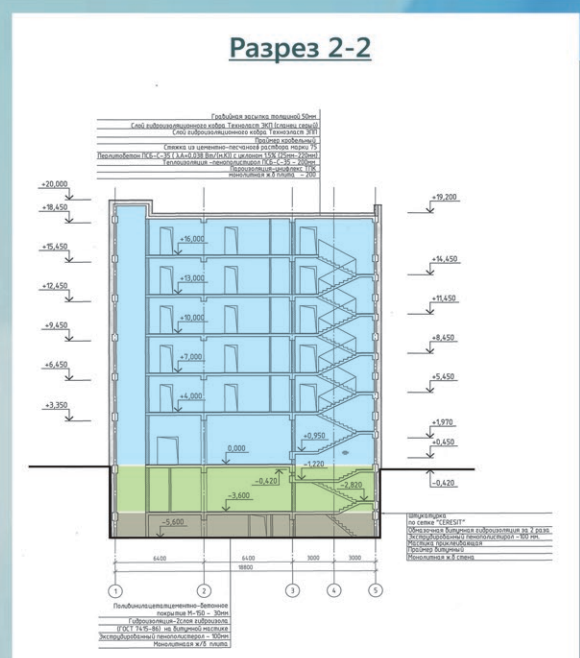 Разрез 2-2
Гравийная засыпка толщиной 50мм
Слой гидроизоляционного ковра Техноласт ЭКП (сланец серый)
Слой гидроизоляционного ковра Техноэласт ЭПП
Праймер кровельный
Стяжка из цементно-песчаного раствора марки 75
Теплоизоляция -пенополистирол ПСБ-С-35 - 200мм
монолитная ж.б плита - 200
+20,000
+19,200
+18,450
+16,000
+15,450
+14,450
+13,000
+12,450
+11,450
+10,000
+9,450
+8,450
+7,000
+6,450
+5,450
+4,000
+3,350
+1,970
+0,950
+0,450
0,000
-1,220
-0,420
-0,420
-2,820
-3,600
-5,600
Штукатурка
по сетке "CERESIT"
Обмазочная битумная гидроизоляция за 2 раза
Экструдированный пенополистирол -100 мм.
Мастика приклеивающая
Праймер битумный
Монолитная ж.б стена
6400
6400
3000
3000
18800
1
2
3
4
5
Поливинилацетатцементно-бетонное
покрытие М-150 - 30мм
Гидроизоляция-2слоя гидроизола
(ГОСТ 7415-86) на битумной мастике
Экструдированный пенополистерол - 100мм
Монолитная ж/б плита